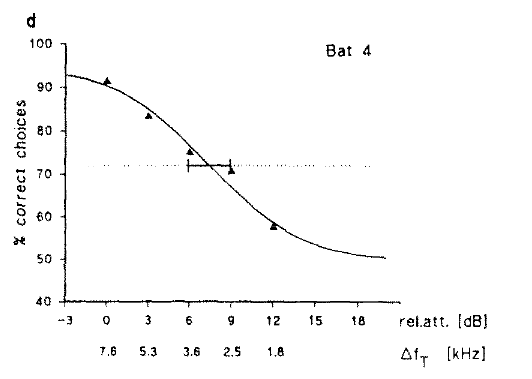 d
Bat 4
% correct choices
100
90
80
70
60
50
40
-3 0 3 6 9 12 15 18 rel.att. [dB]
7.6 5.3 3.6 2.5 1.8 Δf_T [kHz]